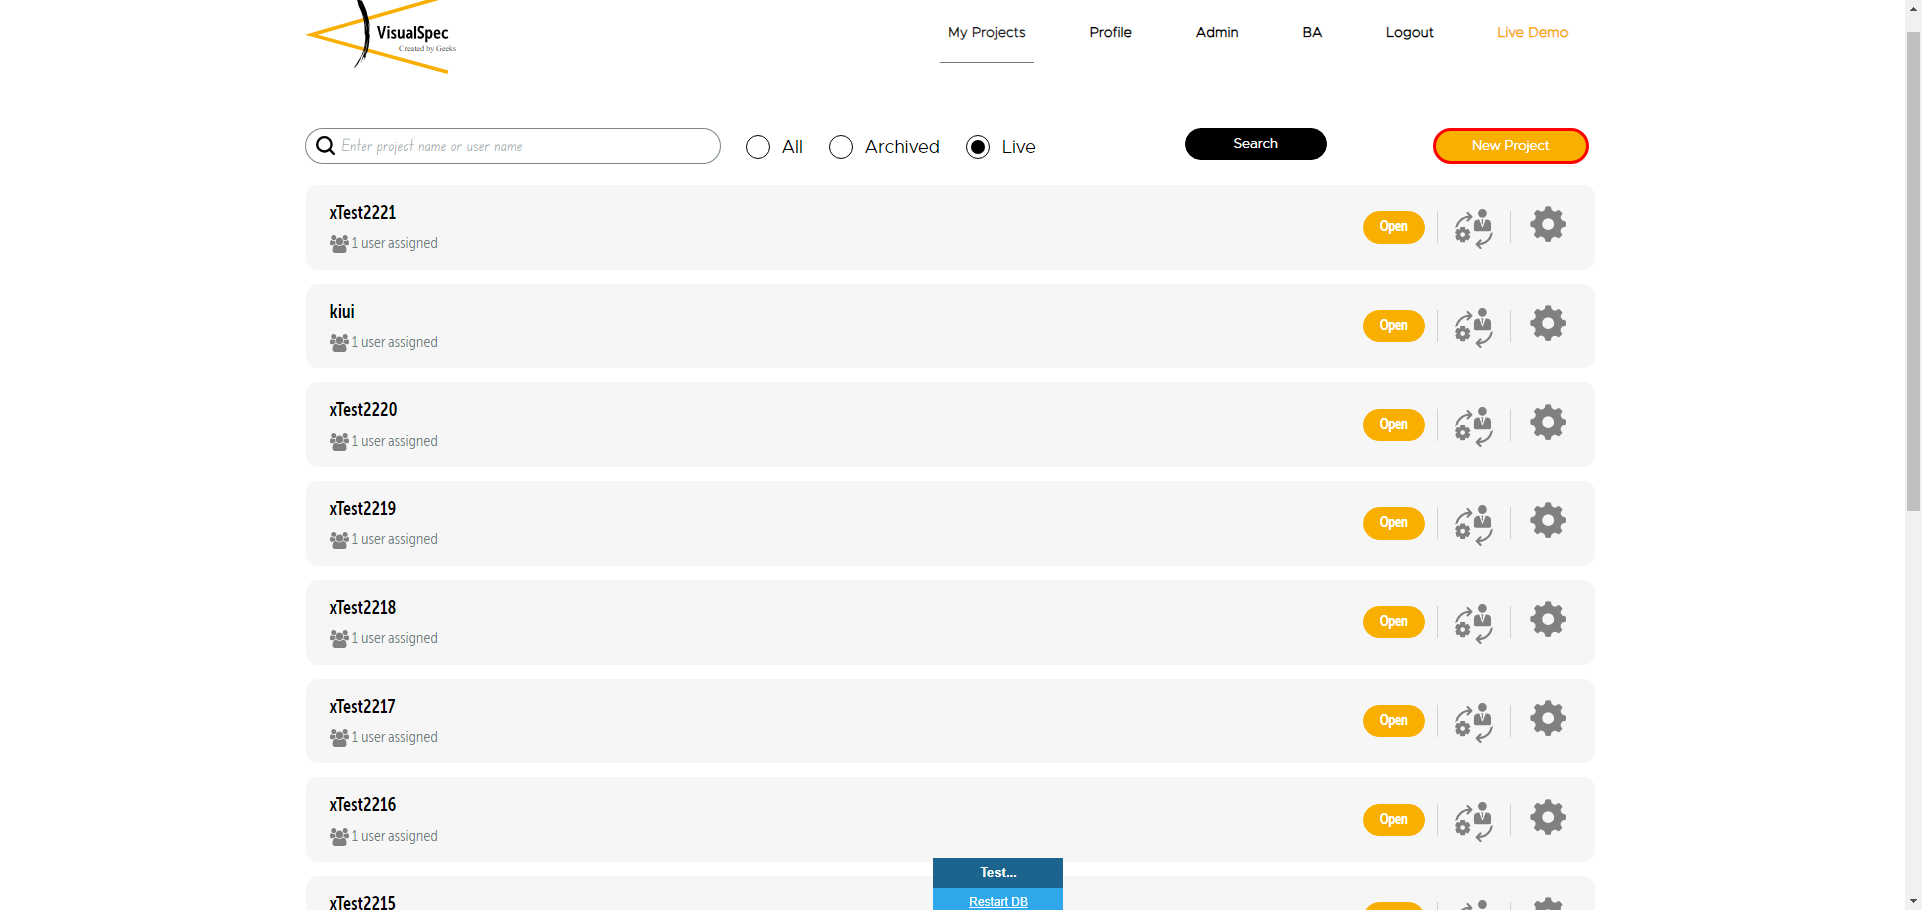 VisualSpec
Created by Geeks
My Projects
Profile
Admin
BA
Logout
Live Demo
Enter project name or user name
All
Archived
Live
Search
New Project
xTest2221
1 user assigned
Open
kiui
1 user assigned
Open
xTest2220
1 user assigned
Open
xTest2219
1 user assigned
Open
xTest2218
1 user assigned
Open
xTest2217
1 user assigned
Open
xTest2216
1 user assigned
Open
xTest2215
Test...
Restart DB